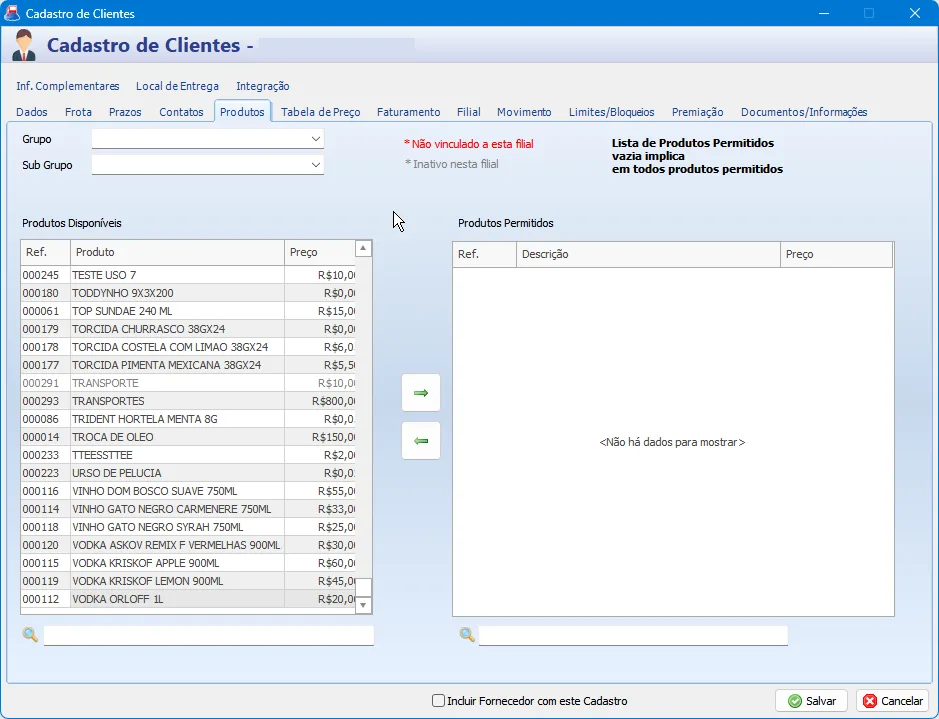 Cadastro de Clientes
Cadastro de Clientes -
Inf. Complementares Local de Entrega Integração
Dados Frota Prazos Contatos Produtos Tabela de Preço Faturamento Filial Movimento Limites/Bloqueios Premiação Documentos/Informações
Grupo
Sub Grupo
* Não vinculado a esta filial
* Inativo nesta filial
Lista de Produtos Permitidos
vazia implica
em todos produtos permitidos
Produtos Disponíveis
Ref. Produto Preço
000245 TESTE USO 7 R$10,00
000180 TODDYNHO 9X3X200 R$0,00
000061 TOP SUNDAE 240 ML R$15,00
000179 TORCIDA CHURRASCO 38GX24 R$0,00
000178 TORCIDA COSTELA COM LIMAO 38GX24 R$6,0
000177 TORCIDA PIMENTA MEXICANA 38GX24 R$5,50
000291 TRANSPORTE R$10,00
000293 TRANSPORTES R$800,00
000086 TRIDENT HORTELA MENTA 8G R$0,0
000014 TROCA DE OLEO R$150,00
000233 TTEESSTTEE R$2,00
000223 URSO DE PELUCIA R$0,0
000116 VINHO DOM BOSCO SUAVE 750ML R$55,00
000114 VINHO GATO NEGRO CARMENERE 750ML R$33,00
000118 VINHO GATO NEGRO SYRAH 750ML R$25,00
000120 VODKA ASKOV REMIX F VERMELHAS 900ML R$30,00
000115 VODKA KRISKOF APPLE 900ML R$60,00
000119 VODKA KRISKOF LEMON 900ML R$45,00
000112 VODKA ORLOFF 1L R$20,00
Produtos Permitidos
Ref. Descrição Preço
<Não há dados para mostrar>
Incluir Fornecedor com este Cadastro
Salvar
Cancelar